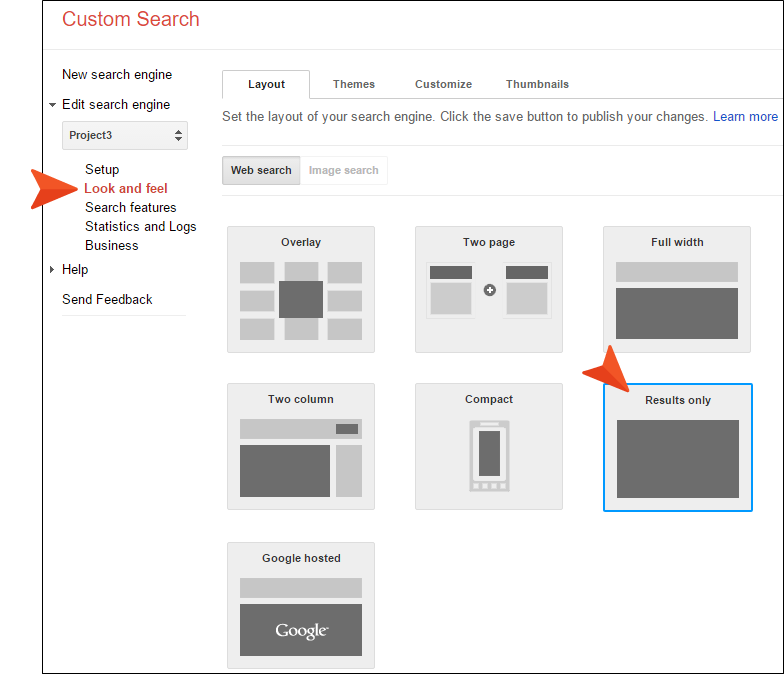 Custom Search
New search engine
Edit search engine
Project3
Setup
Look and feel
Search features
Statistics and Logs
Business
Help
Send Feedback
Layout Themes Customize Thumbnails
Set the layout of your search engine. Click the save button to publish your changes. Learn more
Web search Image search
Overlay Two page Full width
Two column Compact Results only
Google hosted
Google